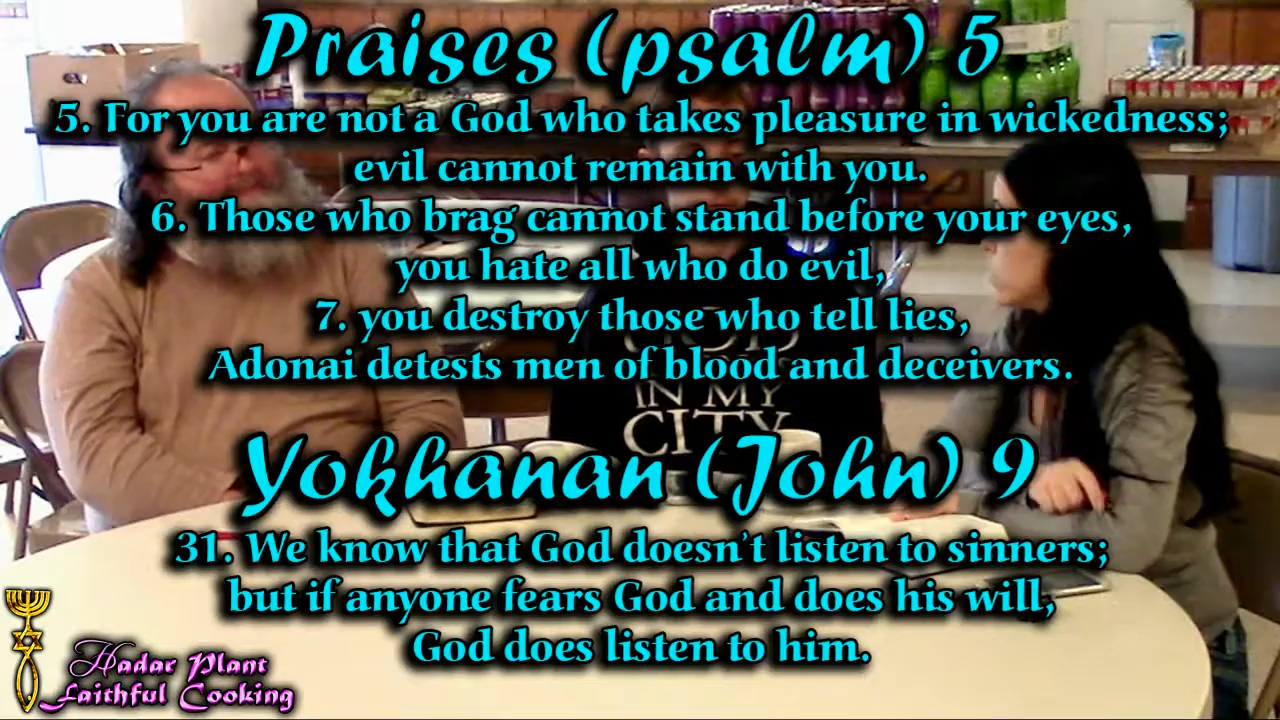 Praises (psalm) 5
5. For you are not a God who takes pleasure in wickedness;
evil cannot remain with you.
6. Those who brag cannot stand before your eyes,
you hate all who do evil,
7. you destroy those who tell lies,
GOD
Adonai detests men of blood and deceivers.
IN MY
CITY
Yokhanan (John) 9
31. We know that God doesn't listen to sinners;
but if anyone fears God and does his will,
God does listen to him.
Hadar Plant
Faithful Cooking